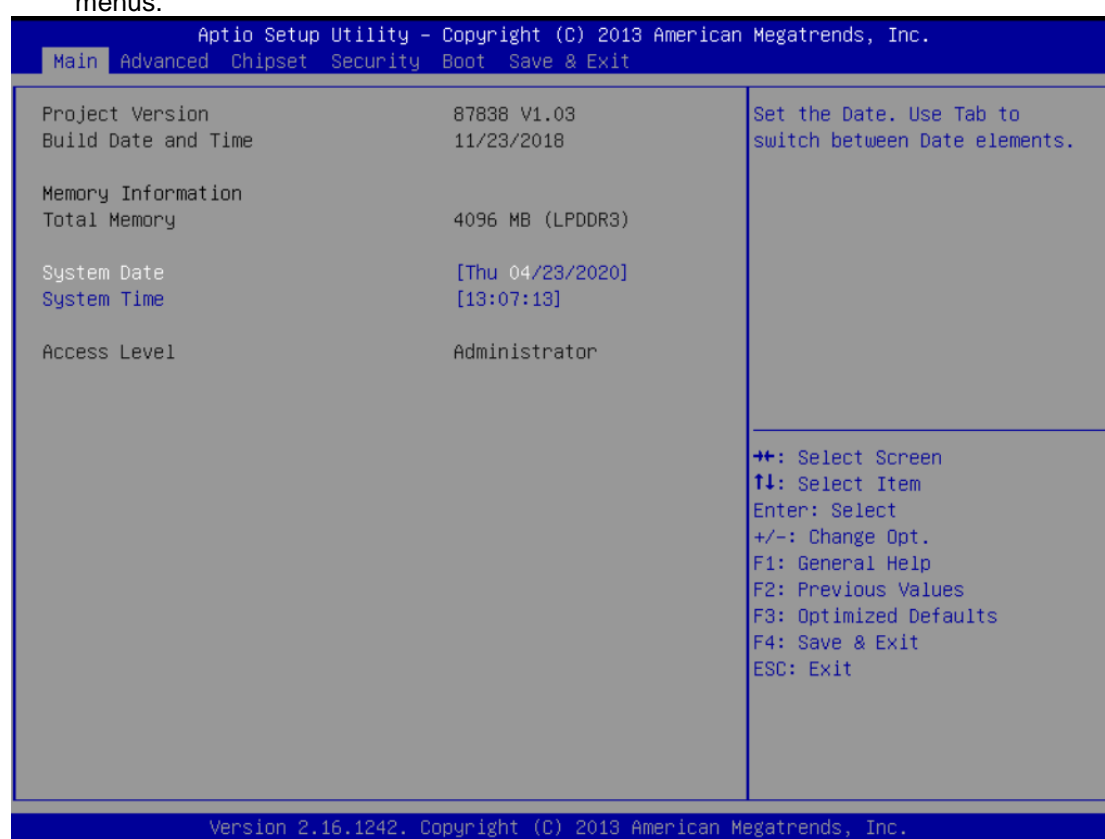 menus.
Aptio Setup Utility – Copyright (C) 2013 American Megatrends, Inc.
Main Advanced Chipset Security Boot Save & Exit
Project Version 87838 V1.03
Build Date and Time 11/23/2018
Memory Information
Total Memory 4096 MB (LPDDR3)
System Date [Thu 04/23/2020]
System Time [13:07:13]
Access Level Administrator
Set the Date. Use Tab to
switch between Date elements.
→←: Select Screen
↑↓: Select Item
Enter: Select
+/-: Change Opt.
F1: General Help
F2: Previous Values
F3: Optimized Defaults
F4: Save & Exit
ESC: Exit
Version 2.16.1242. Copyright (C) 2013 American Megatrends, Inc.